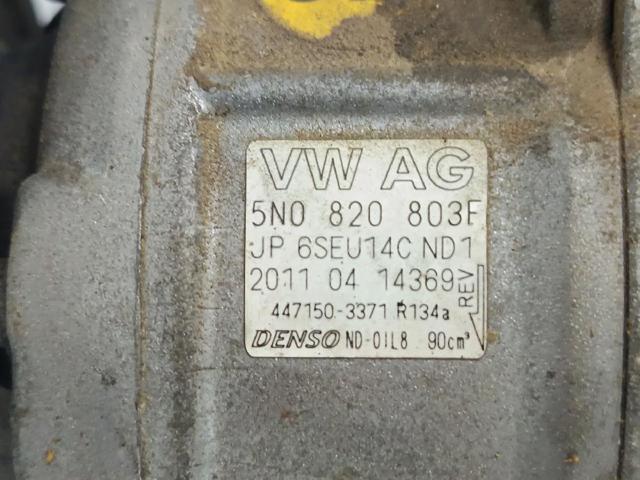 VW AG
5N0 820 803F
JP 6SEU14C ND1
2011 04 14369
REV
447150-3371 R134a
DENSO ND-OIL8 90cm³